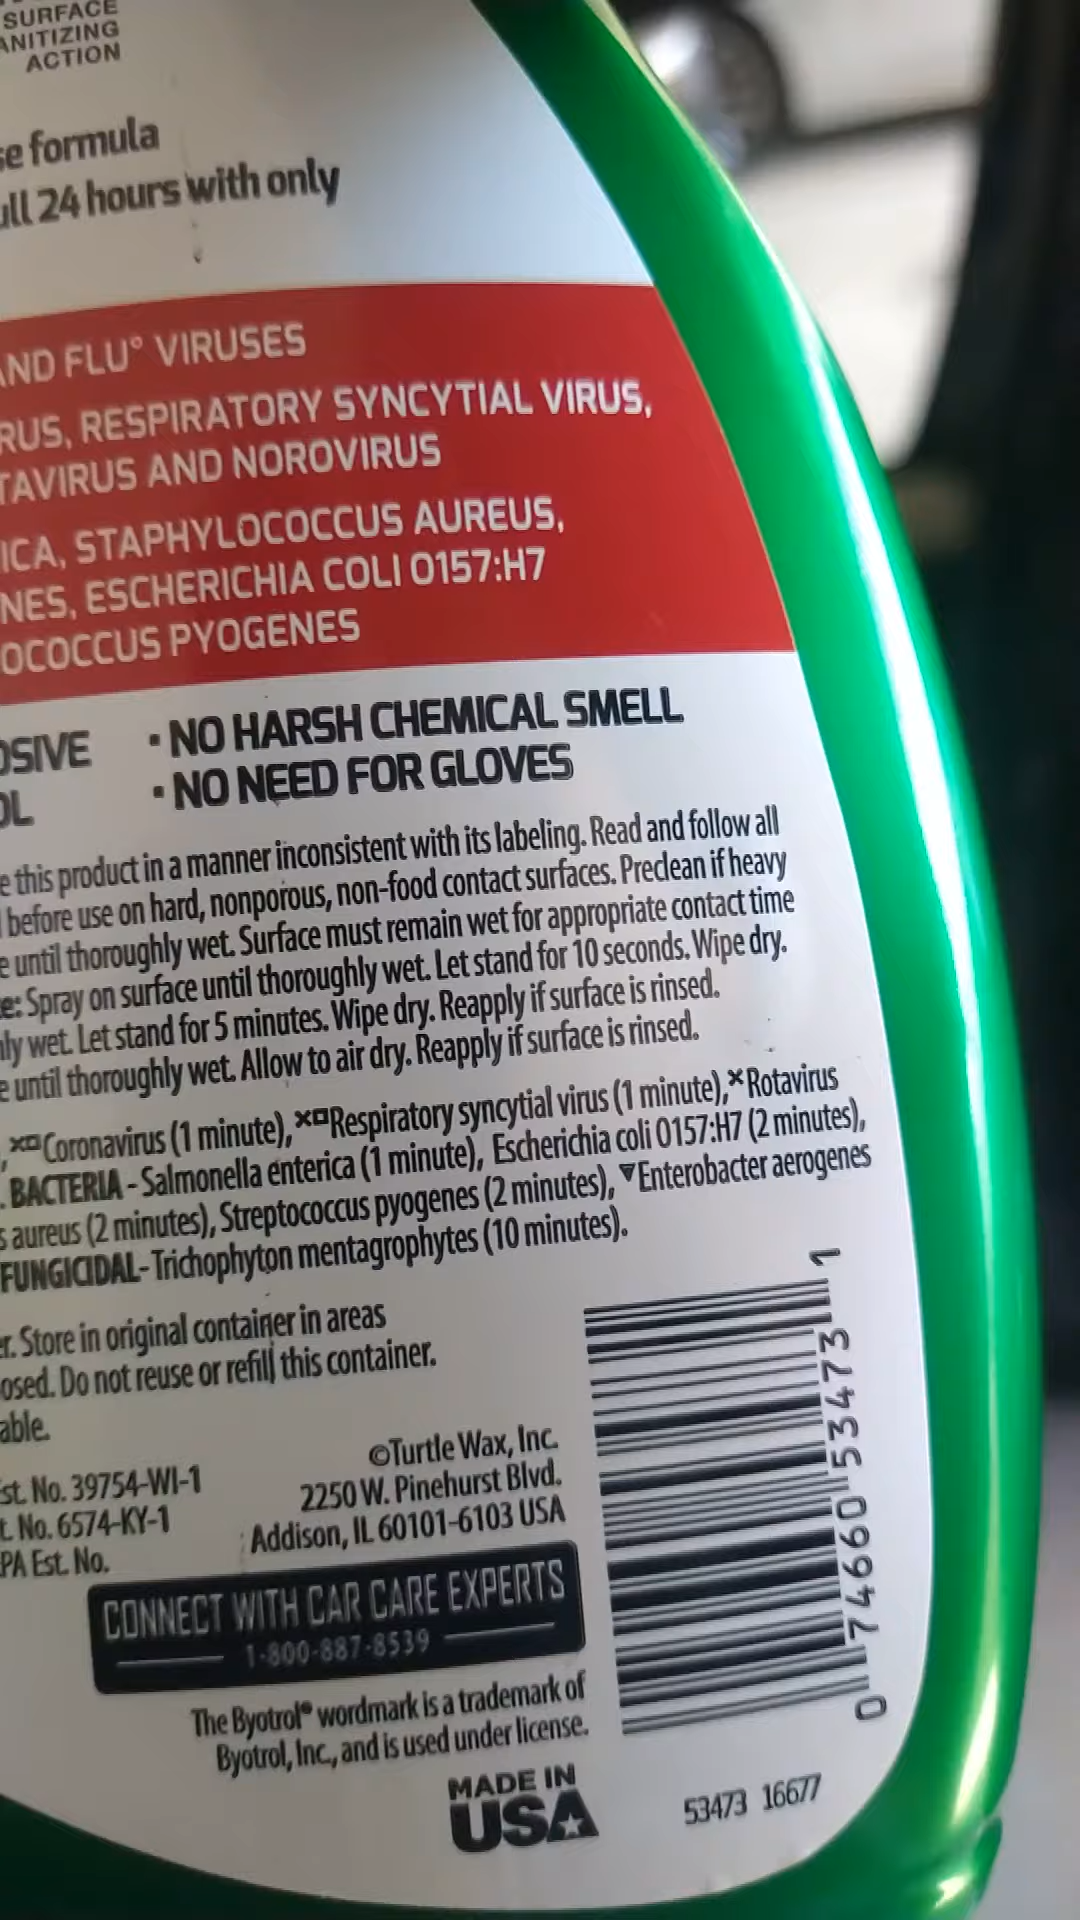 SURFACE
ANITIZING
ACTION
se formula
ull 24 hours with only
AND FLU° VIRUSES
RUS, RESPIRATORY SYNCYTIAL VIRUS,
TAVIRUS AND NOROVIRUS
ICA, STAPHYLOCOCCUS AUREUS,
NES, ESCHERICHIA COLI O157:H7
OCOCCUS PYOGENES
OSIVE • NO HARSH CHEMICAL SMELL
OL • NO NEED FOR GLOVES
e this product in a manner inconsistent with its labeling. Read and follow all
before use on hard, nonporous, non-food contact surfaces. Preclean if heavy
e until thoroughly wet. Surface must remain wet for appropriate contact time
e: Spray on surface until thoroughly wet. Let stand for 10 seconds. Wipe dry.
ly wet. Let stand for 5 minutes. Wipe dry. Reapply if surface is rinsed.
e until thoroughly wet. Allow to air dry. Reapply if surface is rinsed.
, ×¤Coronavirus (1 minute), ×¤Respiratory syncytial virus (1 minute), ×Rotavirus
. BACTERIA - Salmonella enterica (1 minute), Escherichia coli O157:H7 (2 minutes),
s aureus (2 minutes), Streptococcus pyogenes (2 minutes), ▼Enterobacter aerogenes
FUNGICIDAL - Trichophyton mentagrophytes (10 minutes).
er. Store in original container in areas
osed. Do not reuse or refill this container.
able.
Est. No. 39754-WI-1
t. No. 6574-KY-1
EPA Est. No.
©Turtle Wax, Inc.
2250 W. Pinehurst Blvd.
Addison, IL 60101-6103 USA
CONNECT WITH CAR CARE EXPERTS
1-800-887-8539
The Byotrol® wordmark is a trademark of
Byotrol, Inc., and is used under license.
MADE IN
USA
0 74660 53473 1
53473 16677